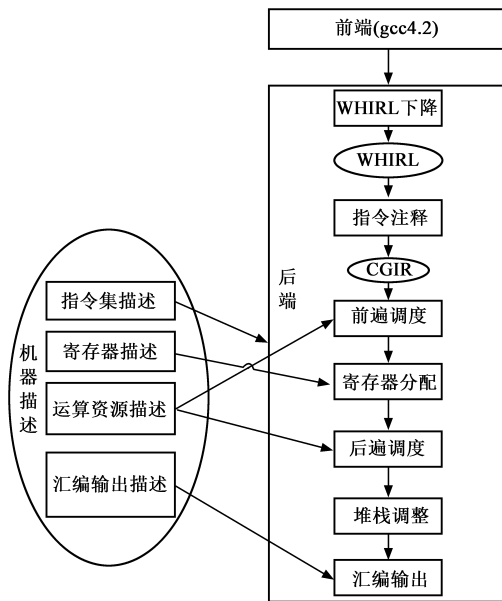 前端(gcc4.2)
WHIRL下降
WHIRL
指令注释
CGIR
后端
前遍调度
寄存器分配
后遍调度
堆栈调整
汇编输出
机器描述
指令集描述
寄存器描述
运算资源描述
汇编输出描述